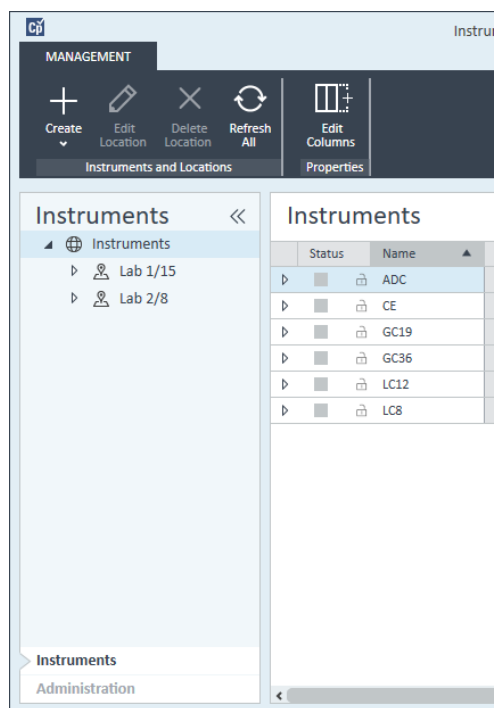 Cp
Instru
MANAGEMENT
Create
Edit
Location
Delete
Location
Refresh
All
Edit
Columns
Instruments and Locations
Properties
Instruments
Instruments
Lab 1/15
Lab 2/8
Instruments
Status
Name
ADC
CE
GC19
GC36
LC12
LC8
Instruments
Administration